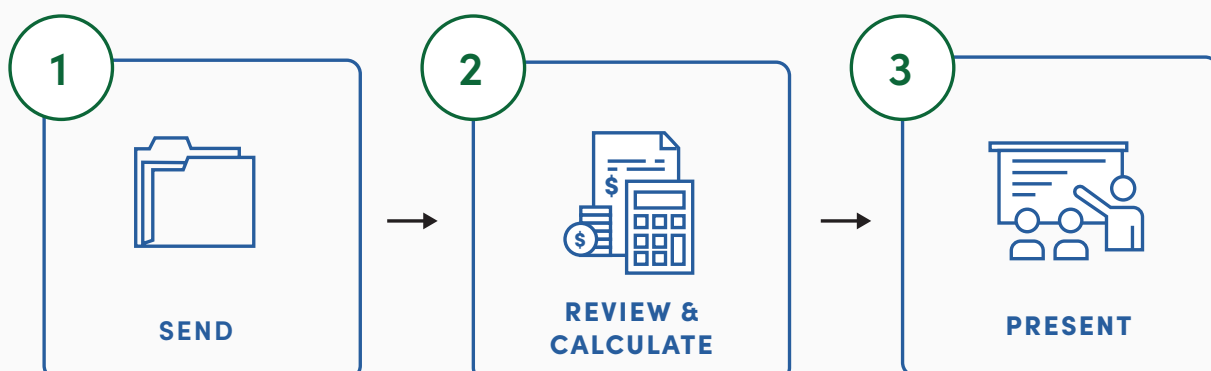 1
SEND
2
$
$
REVIEW &
CALCULATE
3
PRESENT